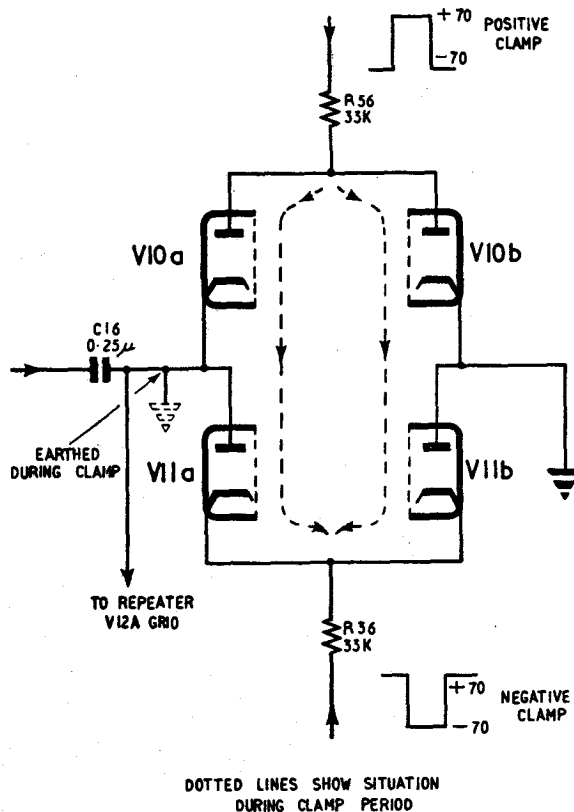 +70
POSITIVE
CLAMP
-70
R56
33K
V10a
V10b
C16
0·25µ
EARTHED
DURING CLAMP
V11a
V11b
TO REPEATER
V12A GRID
R36
33K
+70
NEGATIVE
CLAMP
-70
DOTTED LINES SHOW SITUATION
DURING CLAMP PERIOD